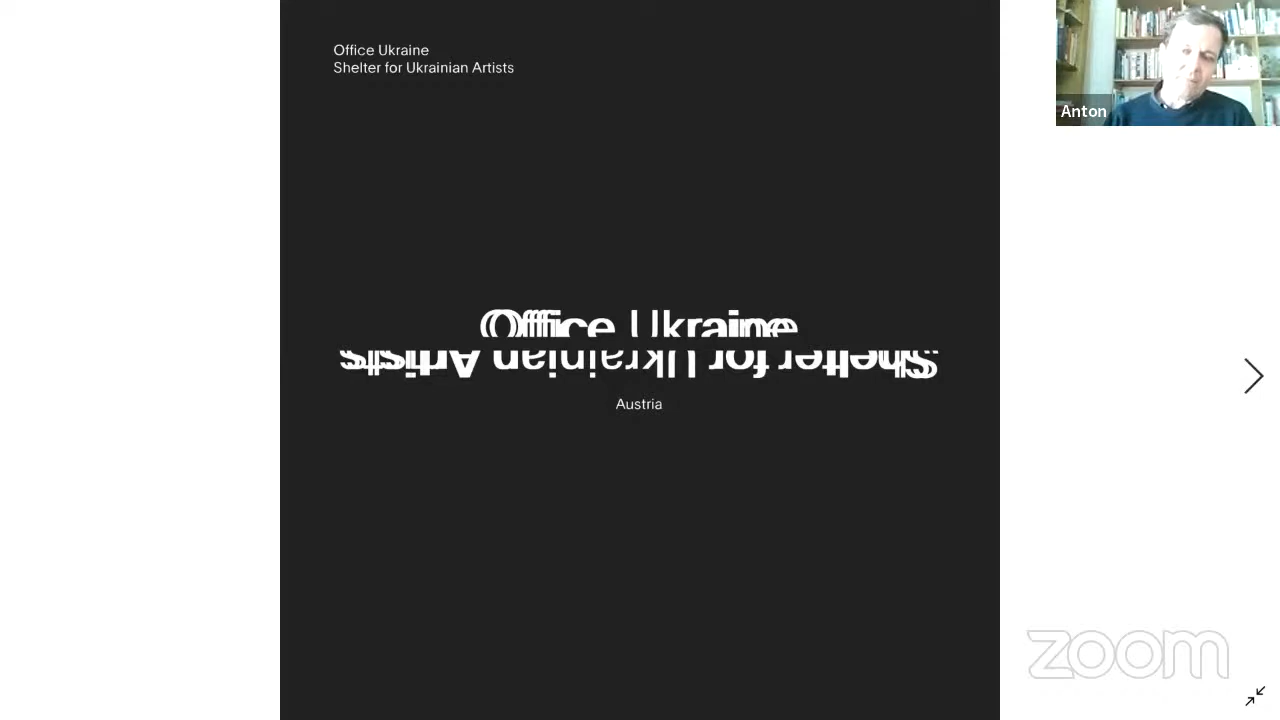 Office Ukraine
Shelter for Ukrainian Artists
Anton
Office Ukraine
Shelter for Ukrainian Artists
Austria
zoom